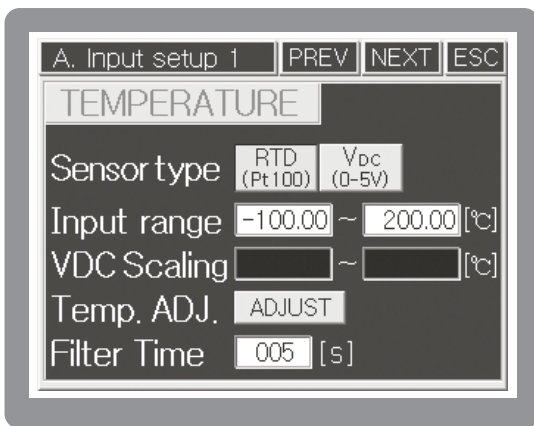 A. Input setup 1 PREV NEXT ESC
TEMPERATURE
Sensor type RTD (Pt100) VDC (0-5V)
Input range -100.00 ~ 200.00 [℃]
VDC Scaling ~ [℃]
Temp. ADJ. ADJUST
Filter Time 005 [S]